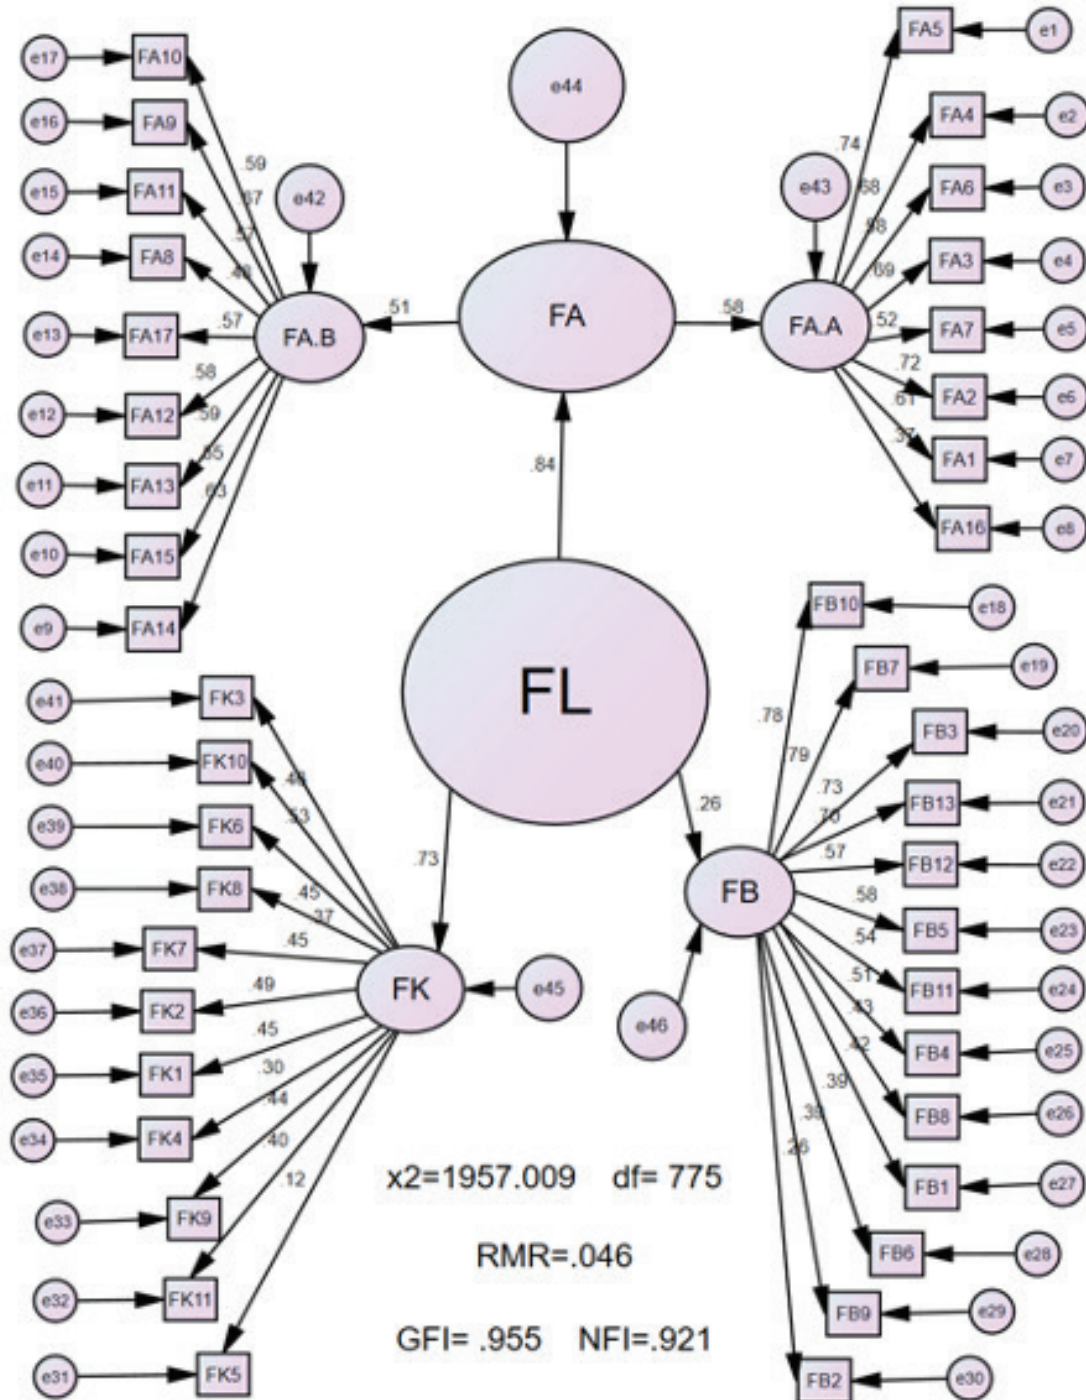 e17 FA10 e44 FA5 e1
e16 FA9 FA4 e2
.59 .74
e15 FA11 .67 e42 e43 .68 FA6 e3
.57 .58
e14 FA8 .48 .69 FA3 e4
e13 FA17 .57 FA.B .51 FA .58 FA.A .52 FA7 e5
.58 .72
e12 FA12 .59 .61 FA2 e6
.37
e11 FA13 .84 FA1 e7
.63
e10 FA15 FA16 e8
e9 FA14 FB10 e18
e41 FK3 FL FB7 e19
.78
e40 FK10 .79 FB3 e20
.48 .73
e39 FK6 .53 .26 .70 FB13 e21
.73 .57
e38 FK8 .45 FB FB12 e22
.37 .58
e37 FK7 .45 .54 FB5 e23
e36 FK2 .49 FK e45 .51 FB11 e24
.43
e35 FK1 .45 e46 .42 FB4 e25
.30 .39
e34 FK4 .44 FB8 e26
.40 .39
.26
x2=1957.009 df= 775
.12 FB1 e27
e33 FK9
RMR=.046
FB6 e28
e32 FK11 FB9 e29
GFI= .955 NFI=.921
e31 FK5 FB2 e30